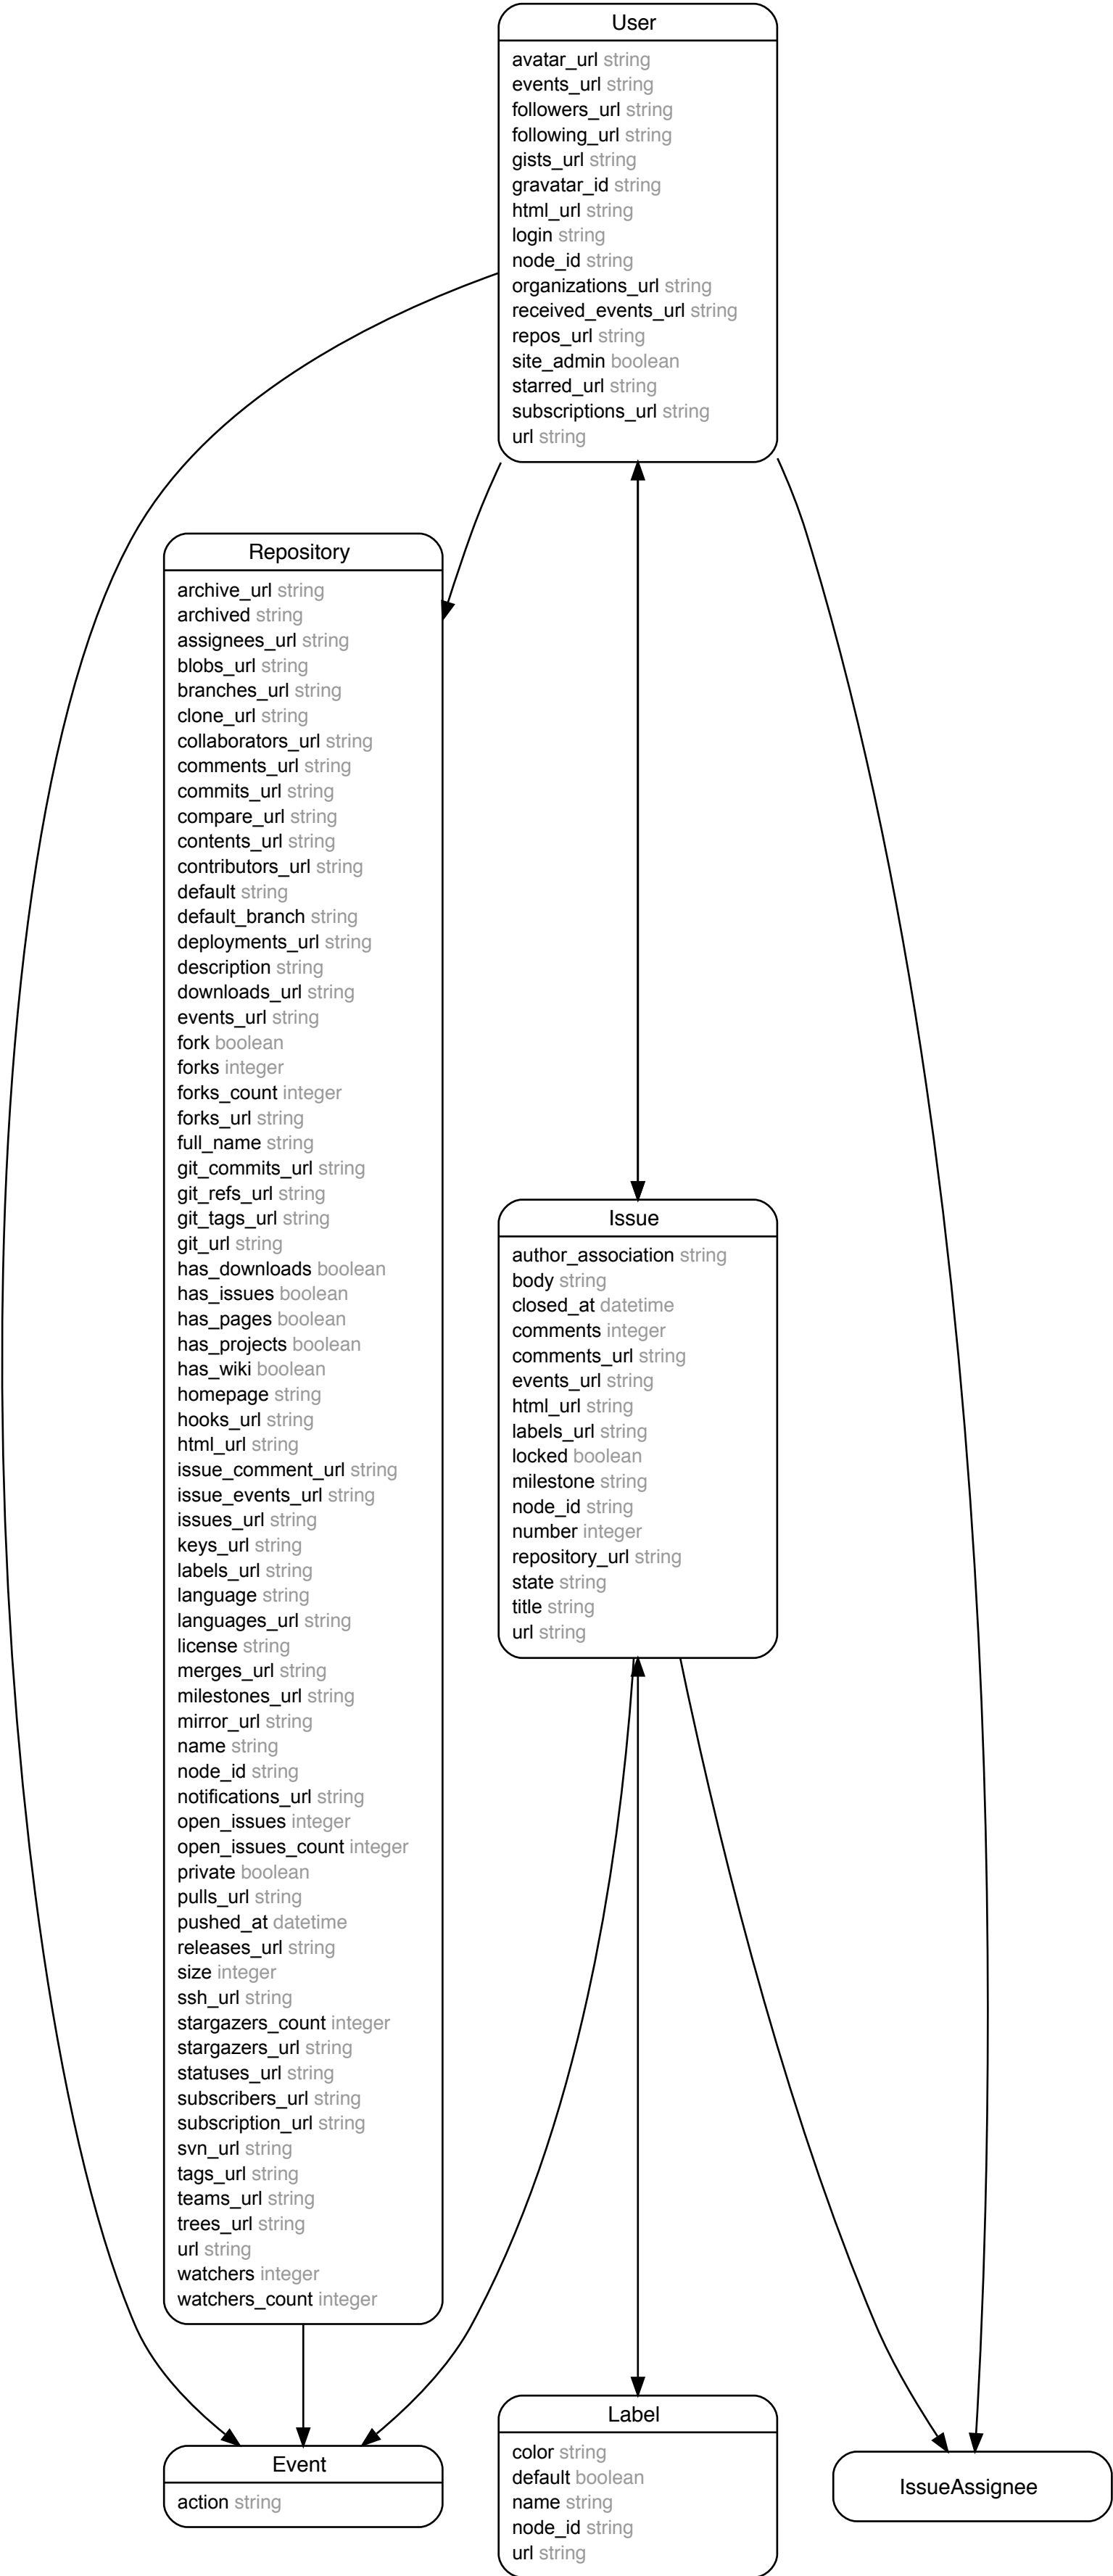 User
avatar_url string
events_url string
followers_url string
following_url string
gists_url string
gravatar_id string
html_url string
login string
node_id string
organizations_url string
received_events_url string
repos_url string
site_admin boolean
starred_url string
subscriptions_url string
url string
Repository
archive_url string
archived string
assignees_url string
blobs_url string
branches_url string
clone_url string
collaborators_url string
comments_url string
commits_url string
compare_url string
contents_url string
contributors_url string
default string
default_branch string
deployments_url string
description string
downloads_url string
events_url string
fork boolean
forks integer
forks_count integer
forks_url string
full_name string
git_commits_url string
git_refs_url string
git_tags_url string
git_url string
has_downloads boolean
has_issues boolean
has_pages boolean
has_projects boolean
has_wiki boolean
homepage string
hooks_url string
html_url string
issue_comment_url string
issue_events_url string
issues_url string
keys_url string
labels_url string
language string
languages_url string
license string
merges_url string
milestones_url string
mirror_url string
name string
node_id string
notifications_url string
open_issues integer
open_issues_count integer
private boolean
pulls_url string
pushed_at datetime
releases_url string
size integer
ssh_url string
stargazers_count integer
stargazers_url string
statuses_url string
subscribers_url string
subscription_url string
svn_url string
tags_url string
teams_url string
trees_url string
url string
watchers integer
watchers_count integer
Issue
author_association string
body string
closed_at datetime
comments integer
comments_url string
events_url string
html_url string
labels_url string
locked boolean
milestone string
node_id string
number integer
repository_url string
state string
title string
url string
Event
action string
Label
color string
default boolean
name string
node_id string
url string
IssueAssignee